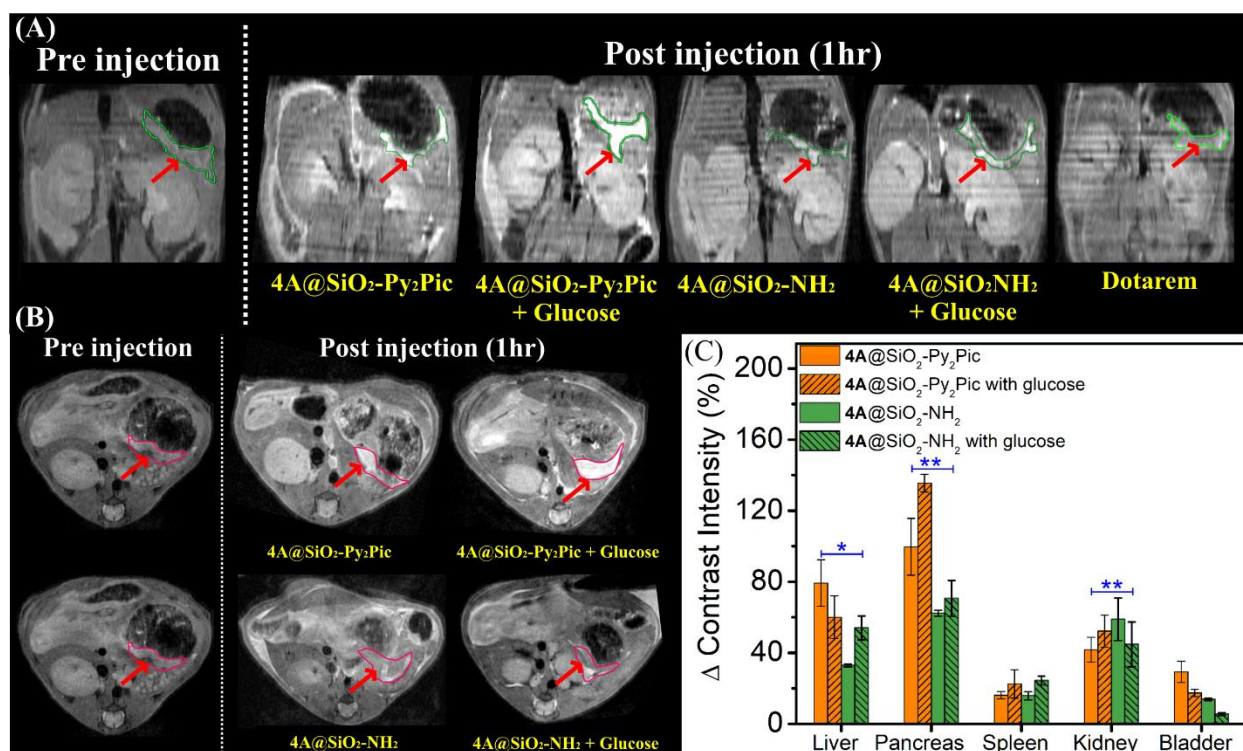 (A)
Pre injection
Post injection (1hr)
4A@SiO₂-Py₂Pic
4A@SiO₂-Py₂Pic
+ Glucose
4A@SiO₂-NH₂
4A@SiO₂NH₂
+ Glucose
Dotarem
(B)
Pre injection
Post injection (1hr)
4A@SiO₂-Py₂Pic
4A@SiO₂-Py₂Pic + Glucose
4A@SiO₂-NH₂
4A@SiO₂-NH₂ + Glucose
(C)
4A@SiO₂-Py₂Pic
4A@SiO₂-Py₂Pic with glucose
4A@SiO₂-NH₂
4A@SiO₂-NH₂ with glucose
Δ Contrast Intensity (%)
200
160
120
80
40
0
*
**
**
Liver Pancreas Spleen Kidney Bladder